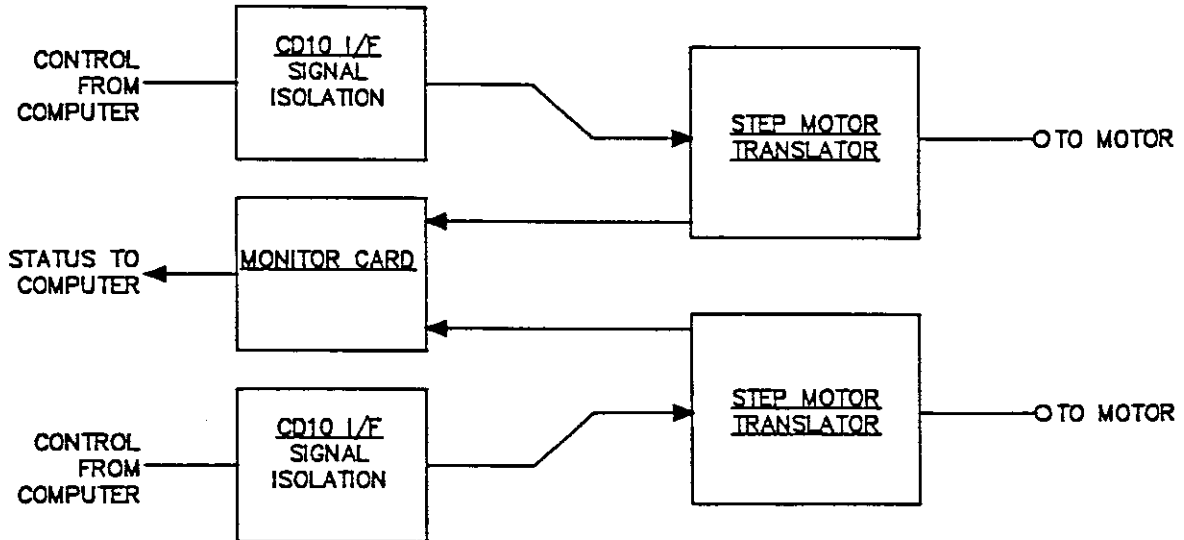 CONTROL
FROM
COMPUTER
CD10 I/F
SIGNAL
ISOLATION
STEP MOTOR
TRANSLATOR
TO MOTOR
STATUS TO
COMPUTER
MONITOR CARD
CONTROL
FROM
COMPUTER
CD10 I/F
SIGNAL
ISOLATION
STEP MOTOR
TRANSLATOR
TO MOTOR